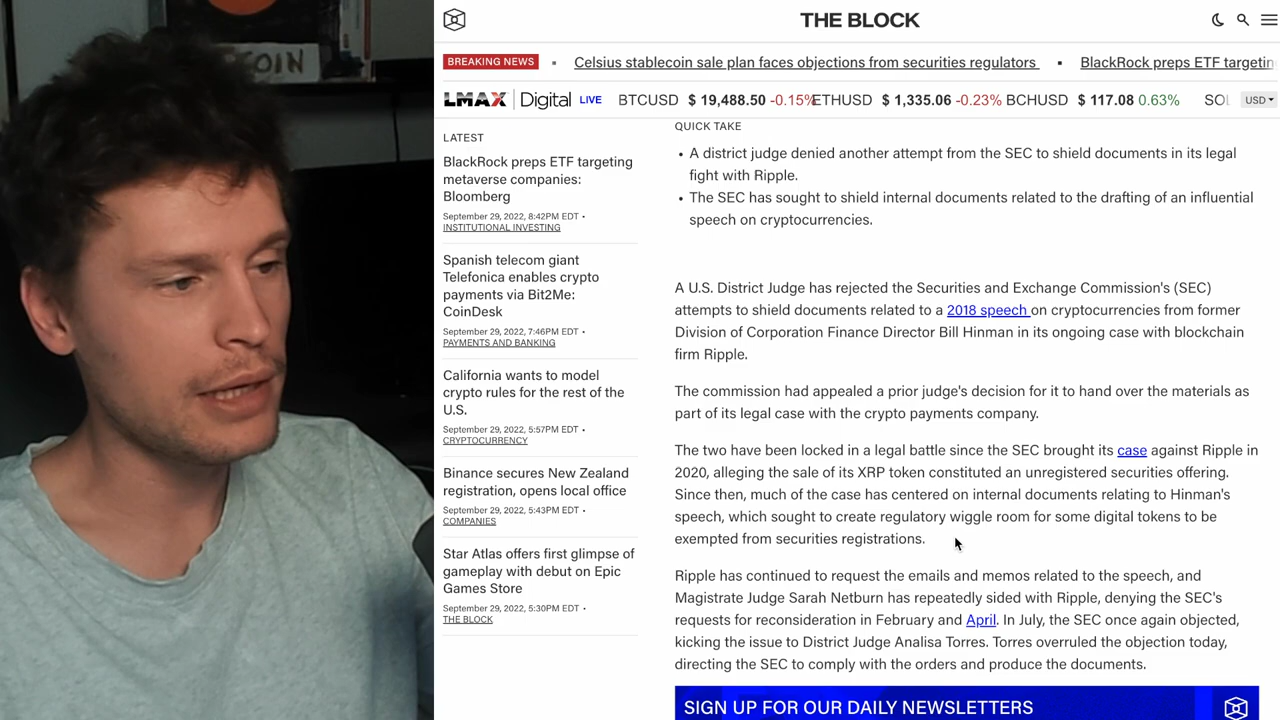 COIN
THE BLOCK
BREAKING NEWS
Celsius stablecoin sale plan faces objections from securities regulators
BlackRock preps ETF targetin
LMAX Digital LIVE
BTCUSD $ 19,488.50 -0.15%
ETHUSD $ 1,335.06 -0.23%
BCHUSD $ 117.08 0.63%
SOL
USD
LATEST
BlackRock preps ETF targeting
metaverse companies:
Bloomberg
September 29, 2022, 8:42PM EDT •
INSTITUTIONAL INVESTING
Spanish telecom giant
Telefonica enables crypto
payments via Bit2Me:
CoinDesk
September 29, 2022, 7:46PM EDT •
PAYMENTS AND BANKING
California wants to model
crypto rules for the rest of the
U.S.
September 29, 2022, 5:57PM EDT •
CRYPTOCURRENCY
Binance secures New Zealand
registration, opens local office
September 29, 2022, 5:43PM EDT •
COMPANIES
Star Atlas offers first glimpse of
gameplay with debut on Epic
Games Store
September 29, 2022, 5:30PM EDT •
THE BLOCK
QUICK TAKE
• A district judge denied another attempt from the SEC to shield documents in its legal
fight with Ripple.
• The SEC has sought to shield internal documents related to the drafting of an influential
speech on cryptocurrencies.
A U.S. District Judge has rejected the Securities and Exchange Commission's (SEC)
attempts to shield documents related to a 2018 speech on cryptocurrencies from former
Division of Corporation Finance Director Bill Hinman in its ongoing case with blockchain
firm Ripple.
The commission had appealed a prior judge's decision for it to hand over the materials as
part of its legal case with the crypto payments company.
The two have been locked in a legal battle since the SEC brought its case against Ripple in
2020, alleging the sale of its XRP token constituted an unregistered securities offering.
Since then, much of the case has centered on internal documents relating to Hinman's
speech, which sought to create regulatory wiggle room for some digital tokens to be
exempted from securities registrations.
Ripple has continued to request the emails and memos related to the speech, and
Magistrate Judge Sarah Netburn has repeatedly sided with Ripple, denying the SEC's
requests for reconsideration in February and April. In July, the SEC once again objected,
kicking the issue to District Judge Analisa Torres. Torres overruled the objection today,
directing the SEC to comply with the orders and produce the documents.
SIGN UP FOR OUR DAILY NEWSLETTERS